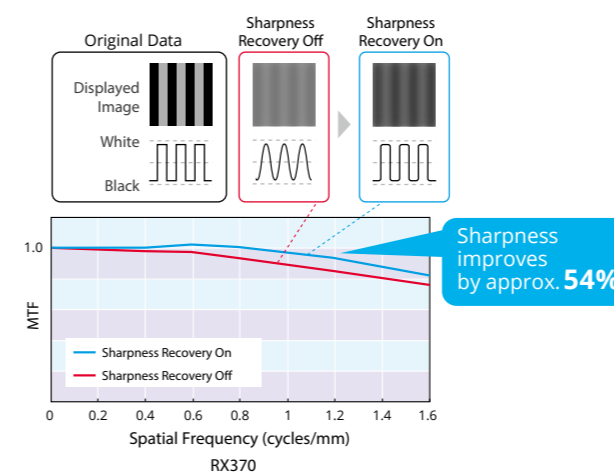 Original Data
Sharpness
Recovery Off
Sharpness
Recovery On
Displayed
Image
White
Black
1.0
MTF
Sharpness
improves
by approx. 54%
Sharpness Recovery On
Sharpness Recovery Off
0 0.2 0.4 0.6 0.8 1 1.2 1.4 1.6
Spatial Frequency (cycles/mm)
RX370